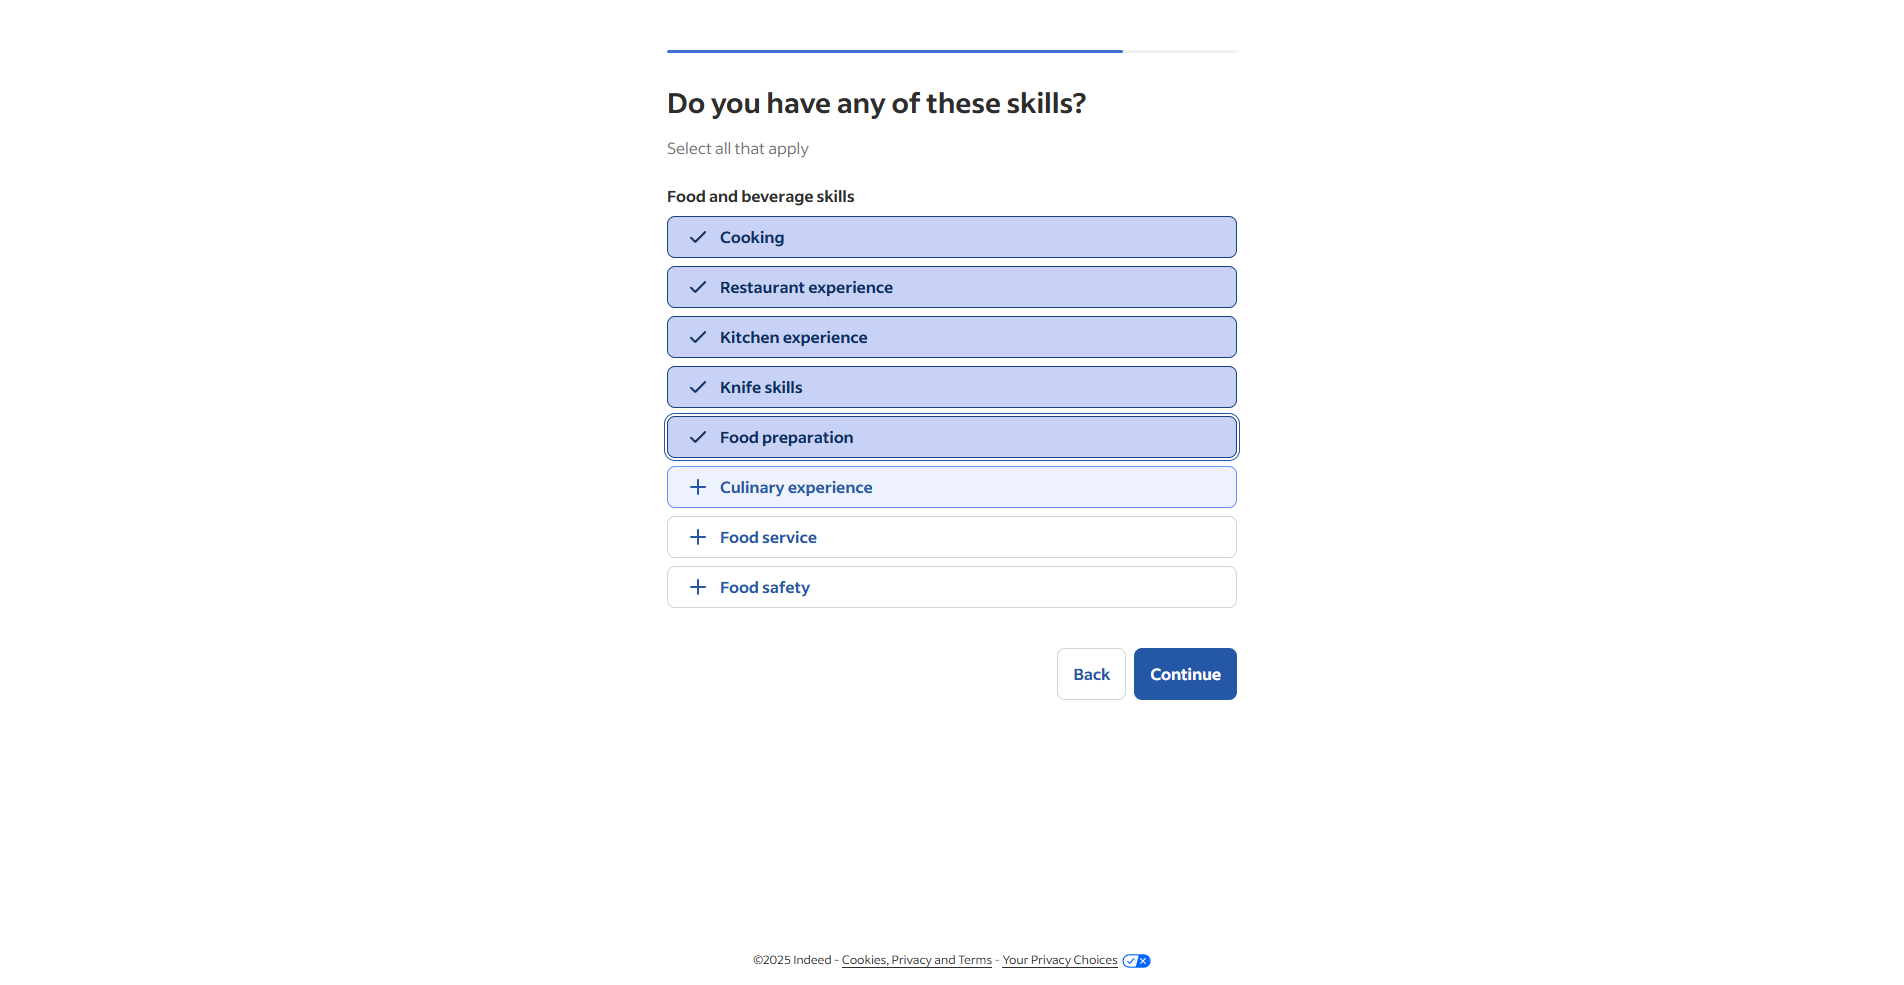 Do you have any of these skills?
Select all that apply
Food and beverage skills
Cooking
Restaurant experience
Kitchen experience
Knife skills
Food preparation
Culinary experience
Food service
Food safety
Back Continue
©2025 Indeed - Cookies, Privacy and Terms - Your Privacy Choices